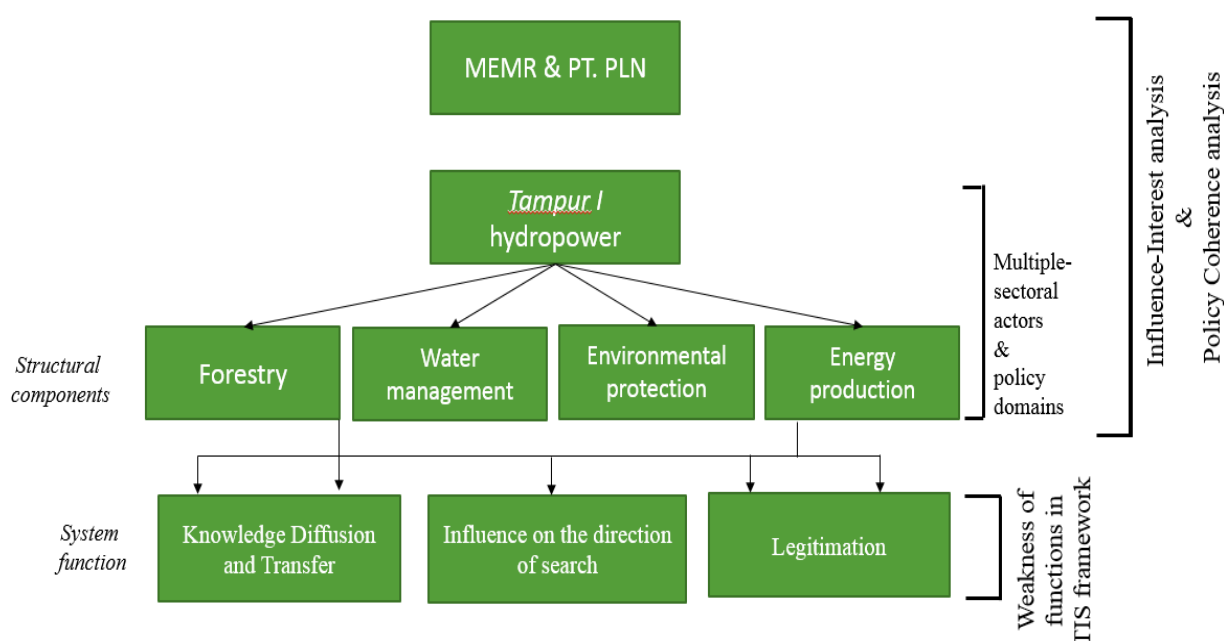 MEMR & PT. PLN
Tampur I
hydropower
Structural
components
Forestry
Water
management
Environmental
protection
Energy
production
Multiple-
sectoral
actors
&
policy
domains
Influence-Interest analysis
&
Policy Coherence analysis
System
function
Knowledge Diffusion
and Transfer
Influence on the direction
of search
Legitimation
Weakness of
functions in
TIS framework